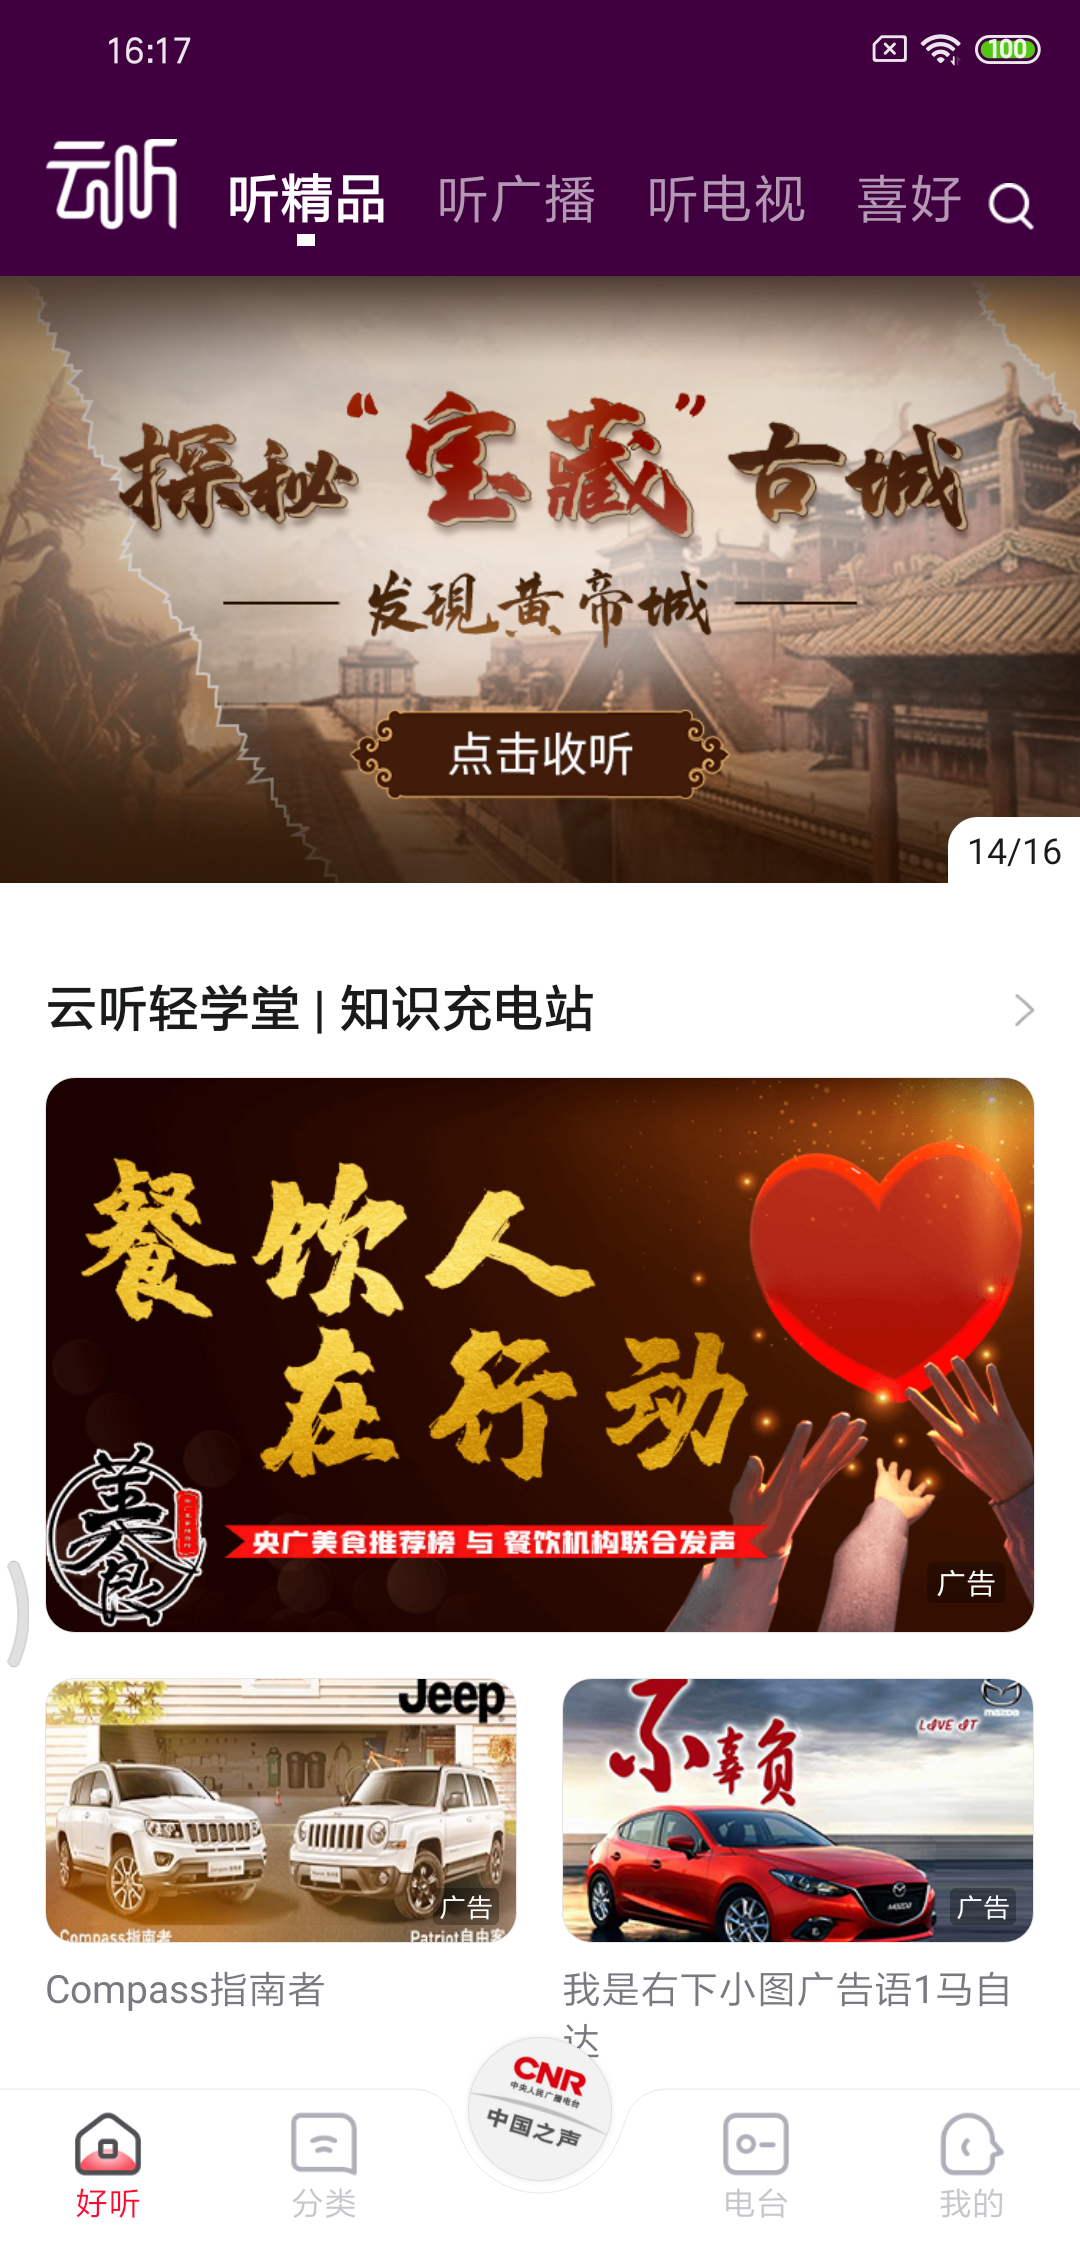 16:17
100
云听
听精品 听广播 听电视 喜好
探秘“宝藏”古城
发現黄帝城
点击收听
14/16
云听轻学堂 | 知识充电站
餐饮人
在行动
美食
央广美食推荐榜 与 餐饮机构联合发声
广告
Jeep
Compass指南者
Patriot自由客
广告
不辜负
LOVE IT
mazda
广告
Compass指南者
我是右下小图广告语1马自
达
CNR
中央人民广播电台
中国之声
好听
分类
电台
我的